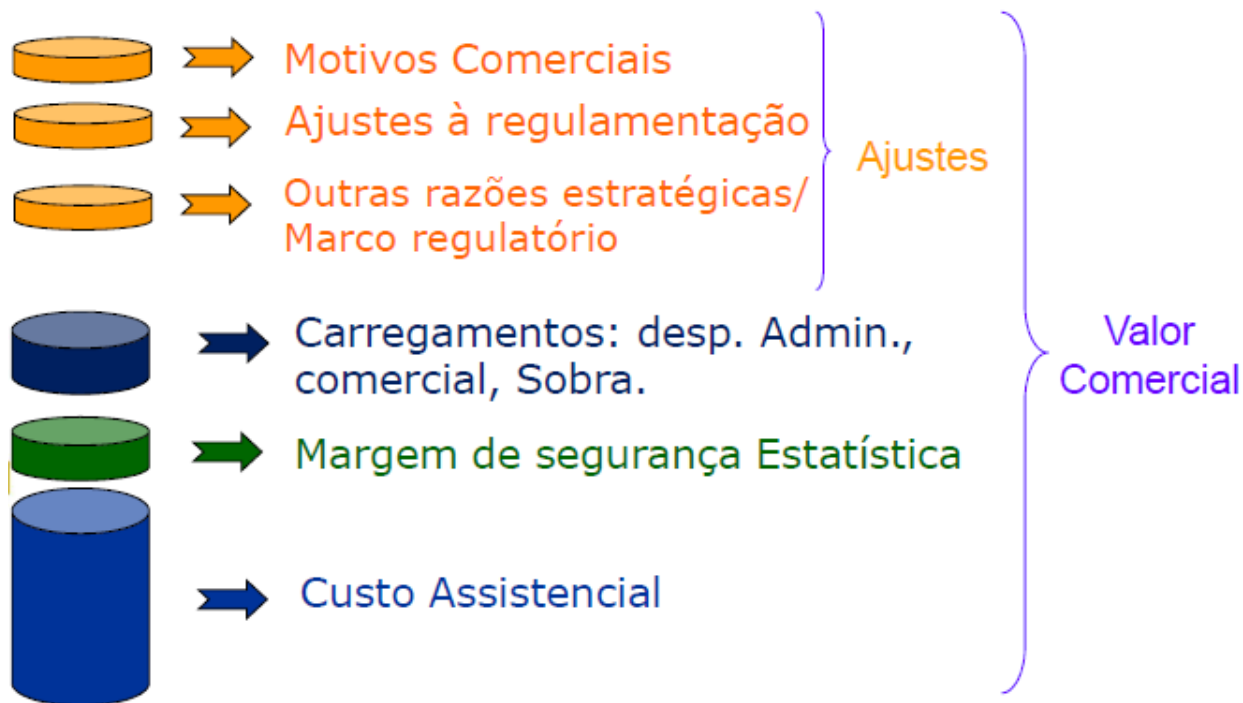 Motivos Comerciais
Ajustes à regulamentação
Outras razões estratégicas/
Marco regulatório
Ajustes
Carregamentos: desp. Admin.,
comercial, Sobra.
Margem de segurança Estatística
Custo Assistencial
Valor
Comercial